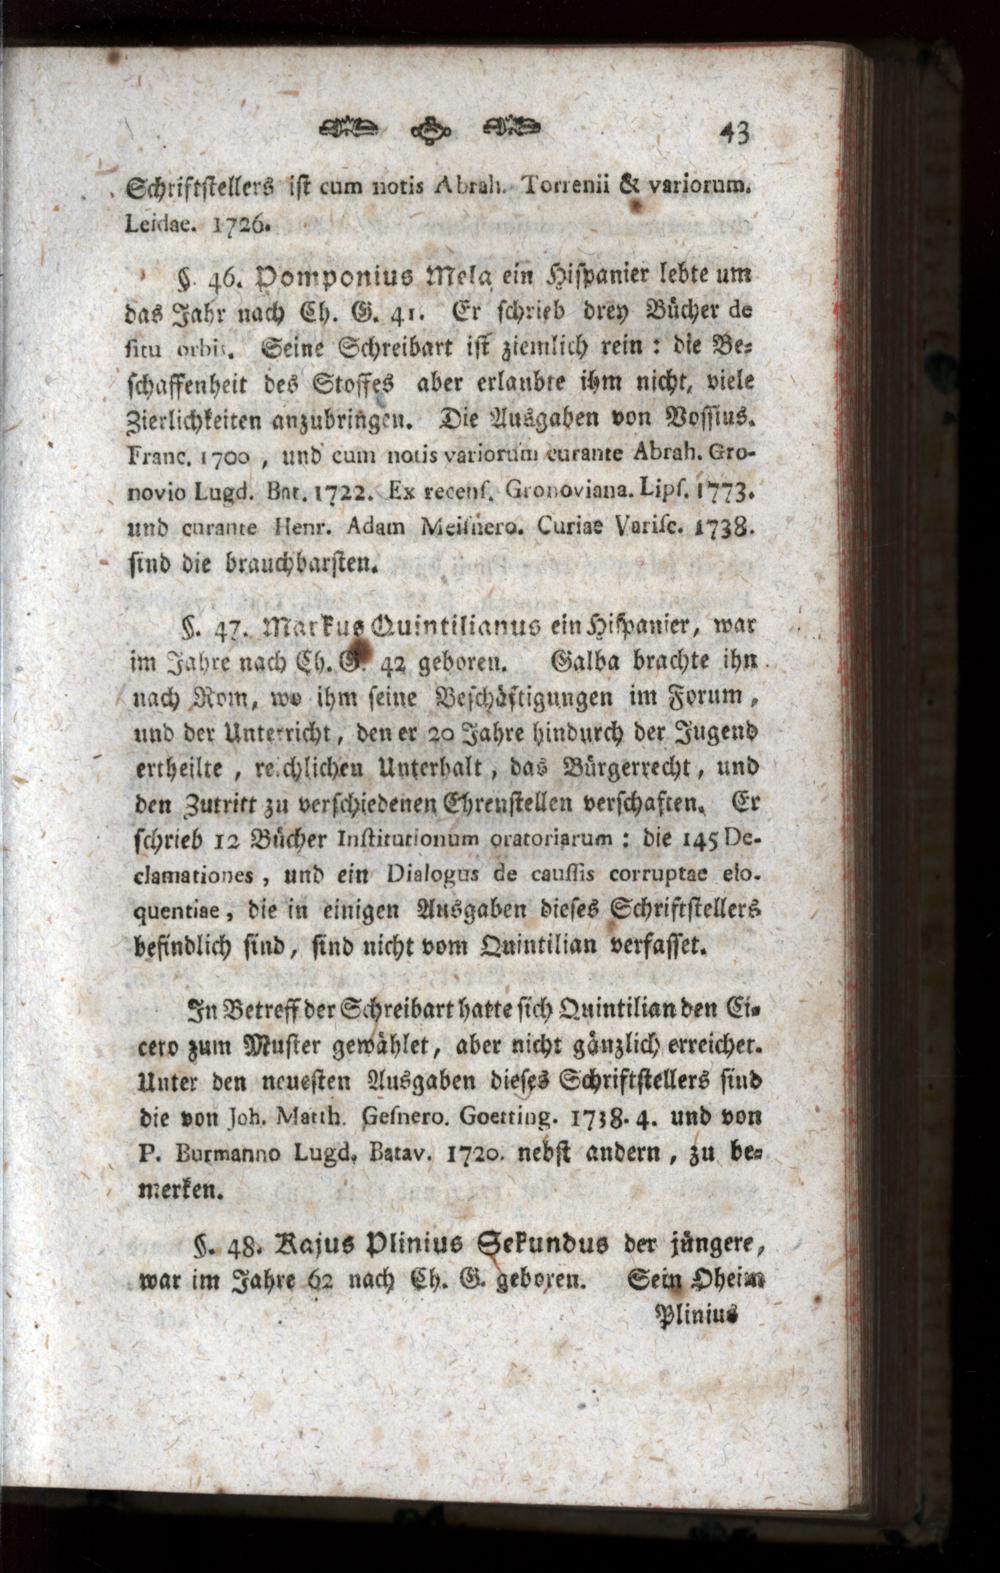 43
Schriftstellers ist cum notis Abrah. Torrenii & variorum.
Leidae. 1726.
§. 46. Pomponius Mela ein Hispanier lebte um
das Jahr nach Ch. G. 41. Er schrieb drey Bücher de
situ orbis. Seine Schreibart ist ziemlich rein: die Be-
schaffenheit des Stoffes aber erlaubte ihm nicht, viele
Zierlichkeiten anzubringen. Die Ausgaben von Vossius.
Franc. 1700, und cum notis variorum curante Abrah. Gro-
novio Lugd. Bat. 1722. Ex recens. Gronoviana. Lips. 1773.
und curante Henr. Adam Meisnero. Curiae Varisc. 1738.
sind die brauchbarsten.
§. 47. Markus Quintilianus ein Hispanier, war
im Jahre nach Ch. G. 42 geboren. Galba brachte ihn
nach Rom, wo ihm seine Beschäftigungen im Forum,
und der Unterricht, den er 20 Jahre hindurch der Jugend
ertheilte, reichlichen Unterhalt, das Bürgerrecht, und
den Zutritt zu verschiedenen Ehrenstellen verschaften. Er
schrieb 12 Bücher Institutionum oratoriarum: die 145 De-
clamationes, und ein Dialogus de caussis corruptae elo-
quentiae, die in einigen Ausgaben dieses Schriftstellers
befindlich sind, sind nicht vom Quintilian verfasset.
In Betreff der Schreibart hatte sich Quintilian den Ci-
cero zum Muster gewählet, aber nicht gänzlich erreichet.
Unter den neuesten Ausgaben dieses Schriftstellers sind
die von Joh. Matth. Gesnero. Goetting. 1738. 4. und von
P. Burmanno Lugd. Batav. 1720. nebst andern, zu be-
merken.
§. 48. Kajus Plinius Sekundus der jüngere,
war im Jahre 62 nach Ch. G. geboren. Sein Oheim
Plinius